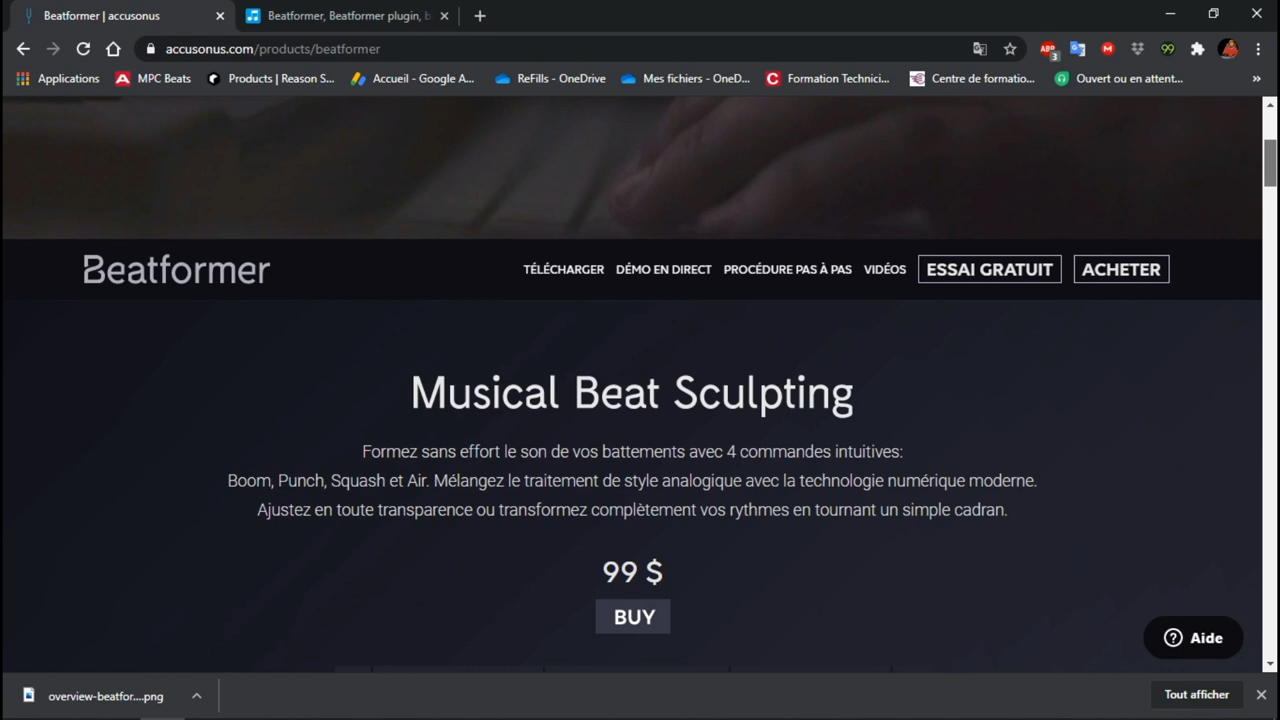 Beatformer | accusonus
Beatformer, Beatformer plugin, b
accusonus.com/products/beatformer
ABP
3
99
Applications
MPC Beats
Products | Reason S...
Accueil - Google A...
ReFills - OneDrive
Mes fichiers - OneD...
Formation Technici...
Centre de formatio...
Ouvert ou en attent...
»
Beatformer
TÉLÉCHARGER
DÉMO EN DIRECT
PROCÉDURE PAS À PAS
VIDÉOS
ESSAI GRATUIT
ACHETER
Musical Beat Sculpting
Formez sans effort le son de vos battements avec 4 commandes intuitives:
Boom, Punch, Squash et Air. Mélangez le traitement de style analogique avec la technologie numérique moderne.
Ajustez en toute transparence ou transformez complètement vos rythmes en tournant un simple cadran.
99 $
BUY
Aide
overview-beatfor....png
Tout afficher